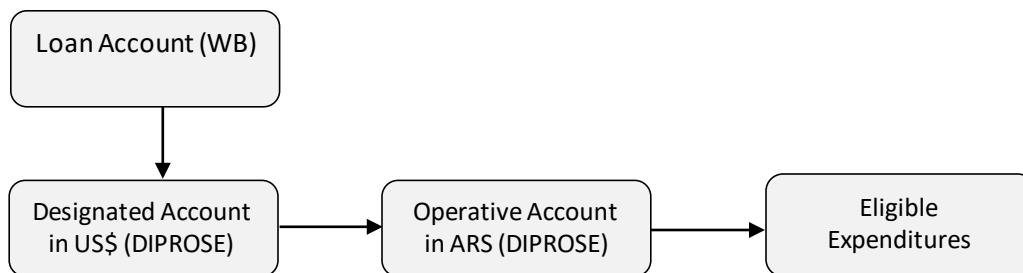 Loan Account (WB)
Designated Account
in US$ (DIPROSE)
Operative Account
in ARS (DIPROSE)
Eligible
Expenditures